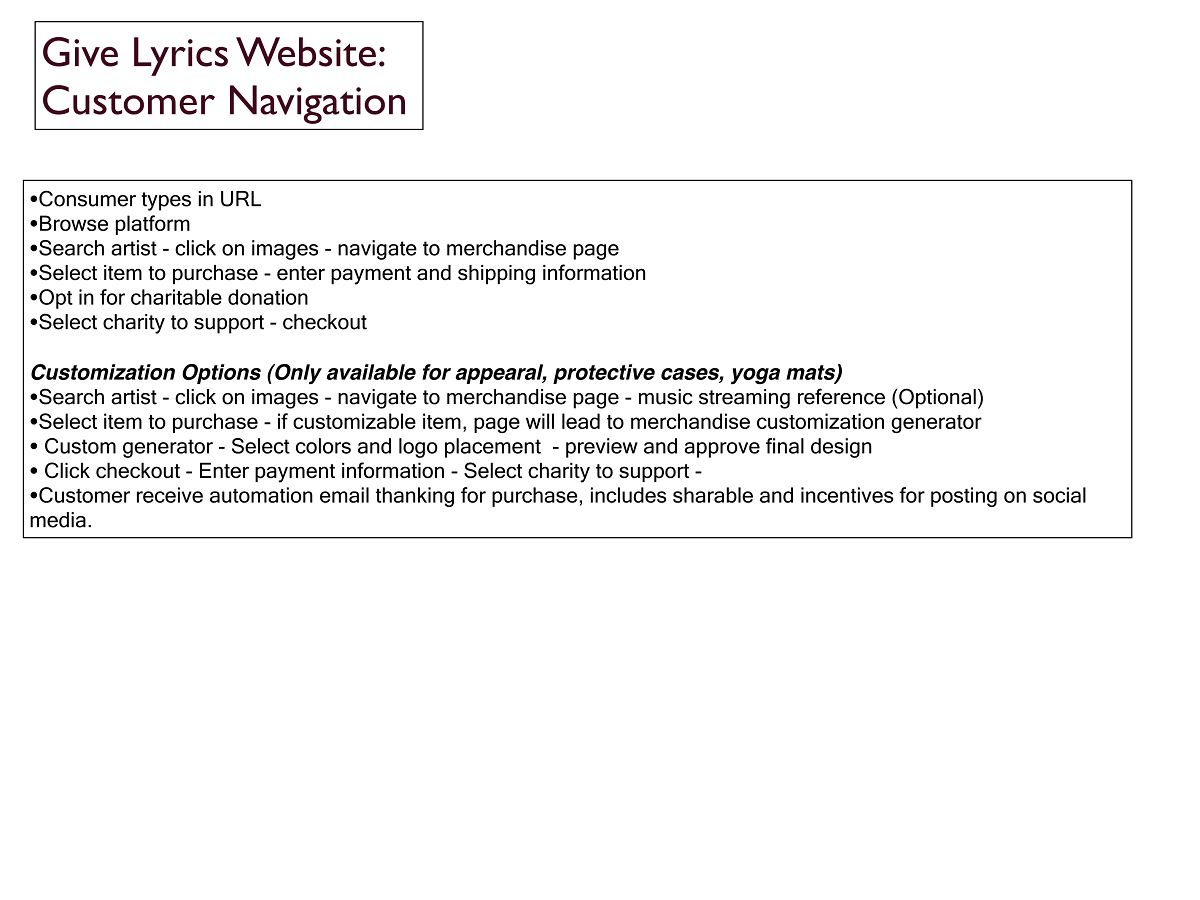 Give Lyrics Website:
Customer Navigation
•Consumer types in URL
•Browse platform
•Search artist - click on images - navigate to merchandise page
•Select item to purchase - enter payment and shipping information
•Opt in for charitable donation
•Select charity to support - checkout
Customization Options (Only available for appearal, protective cases, yoga mats)
•Search artist - click on images - navigate to merchandise page - music streaming reference (Optional)
•Select item to purchase - if customizable item, page will lead to merchandise customization generator
• Custom generator - Select colors and logo placement  - preview and approve final design
• Click checkout - Enter payment information - Select charity to support -
•Customer receive automation email thanking for purchase, includes sharable and incentives for posting on social
media.